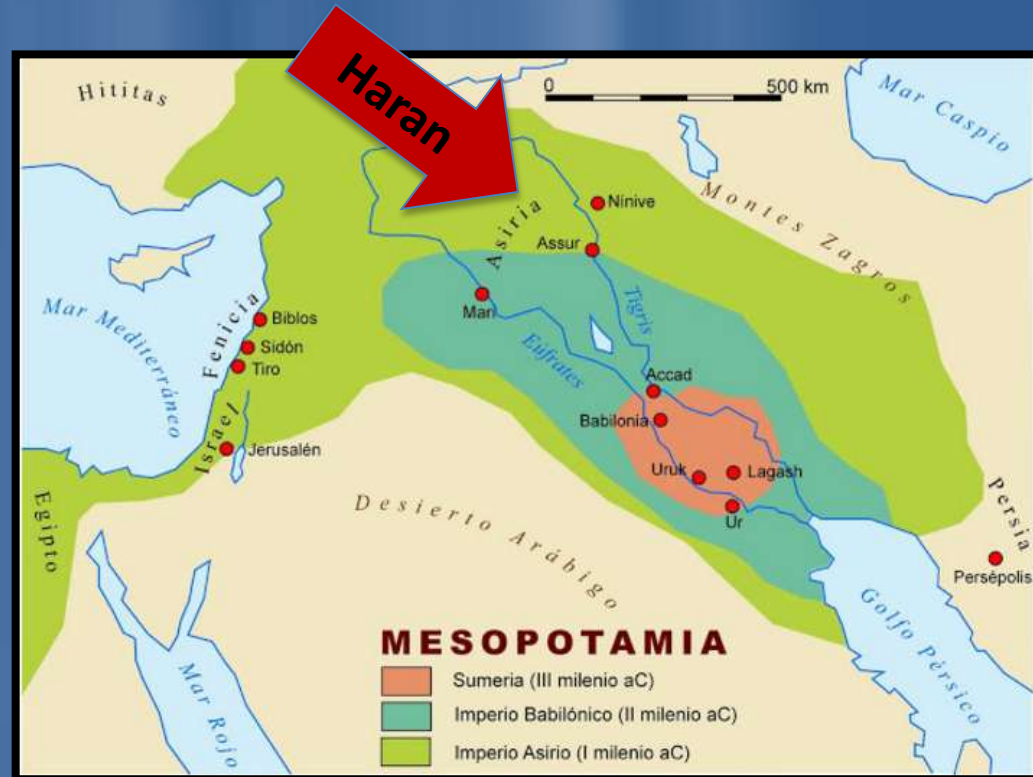 Haran
0 500 km
Hititas
Mar Caspio
Nínive
Montes Zagros
Asiria
Assur
Mari
Tigris
Fenicia
Biblos
Sidón
Tiro
Mar Mediterráneo
Eúfrates
Accad
Babilonia
Israel
Jerusalén
Uruk
Lagash
Ur
Egipto
Desierto Arábigo
Persia
Persépolis
Golfo Pérsico
Mar Rojo
MESOPOTAMIA
Sumeria (III milenio aC)
Imperio Babilónico (II milenio aC)
Imperio Asirio (I milenio aC)